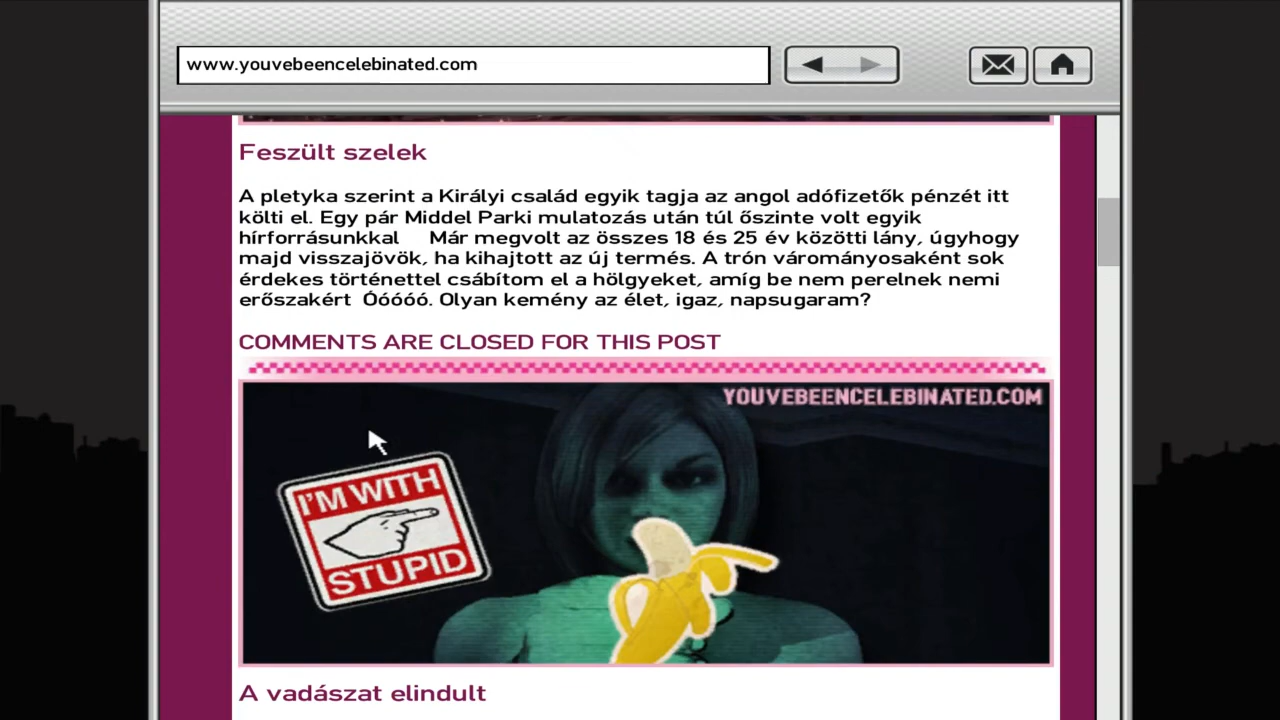 www.youvebeencelebinated.com
Feszült szelek
A pletyka szerint a Királyi család egyik tagja az angol adófizetők pénzét itt
költi el. Egy pár Middel Parki mulatozás után túl őszinte volt egyik
hírforrásunkkal Már megvolt az összes 18 és 25 év közötti lány, úgyhogy
majd visszajövök, ha kihajtott az új termés. A trón várományosaként sok
érdekes történettel csábítom el a hölgyeket, amíg be nem perelnek nemi
erőszakért Óóóóó. Olyan kemény az élet, igaz, napsugaram?
COMMENTS ARE CLOSED FOR THIS POST
YOUVEBEENCELEBINATED.COM
I'M WITH
STUPID
A vadászat elindult